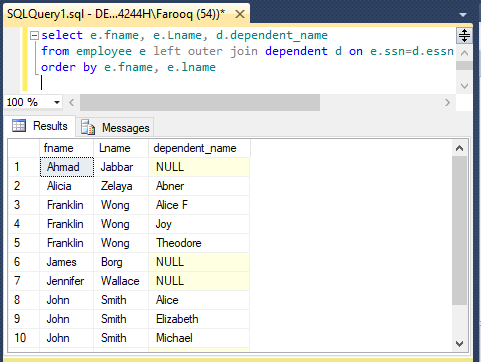 SQLQuery1.sql - DE...4244H\Farooq (54))*
select e.fname, e.Lname, d.dependent_name
from employee e left outer join dependent d on e.ssn=d.essn
order by e.fname, e.lname
100 %
Results Messages
fname Lname dependent_name
1 Ahmad Jabbar NULL
2 Alicia Zelaya Abner
3 Franklin Wong Alice F
4 Franklin Wong Joy
5 Franklin Wong Theodore
6 James Borg NULL
7 Jennifer Wallace NULL
8 John Smith Alice
9 John Smith Elizabeth
10 John Smith Michael